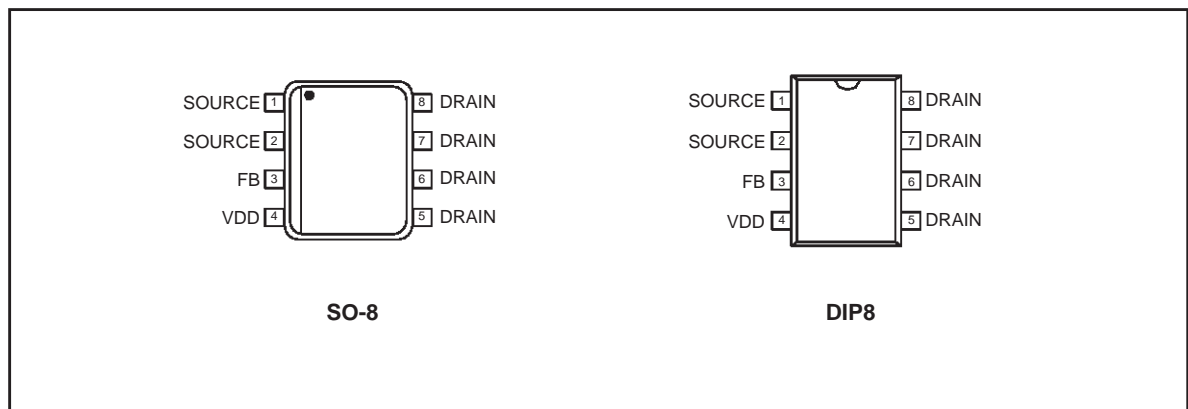 SOURCE 1 8 DRAIN
SOURCE 2 7 DRAIN
FB 3 6 DRAIN
VDD 4 5 DRAIN
SO-8
SOURCE 1 8 DRAIN
SOURCE 2 7 DRAIN
FB 3 6 DRAIN
VDD 4 5 DRAIN
DIP8